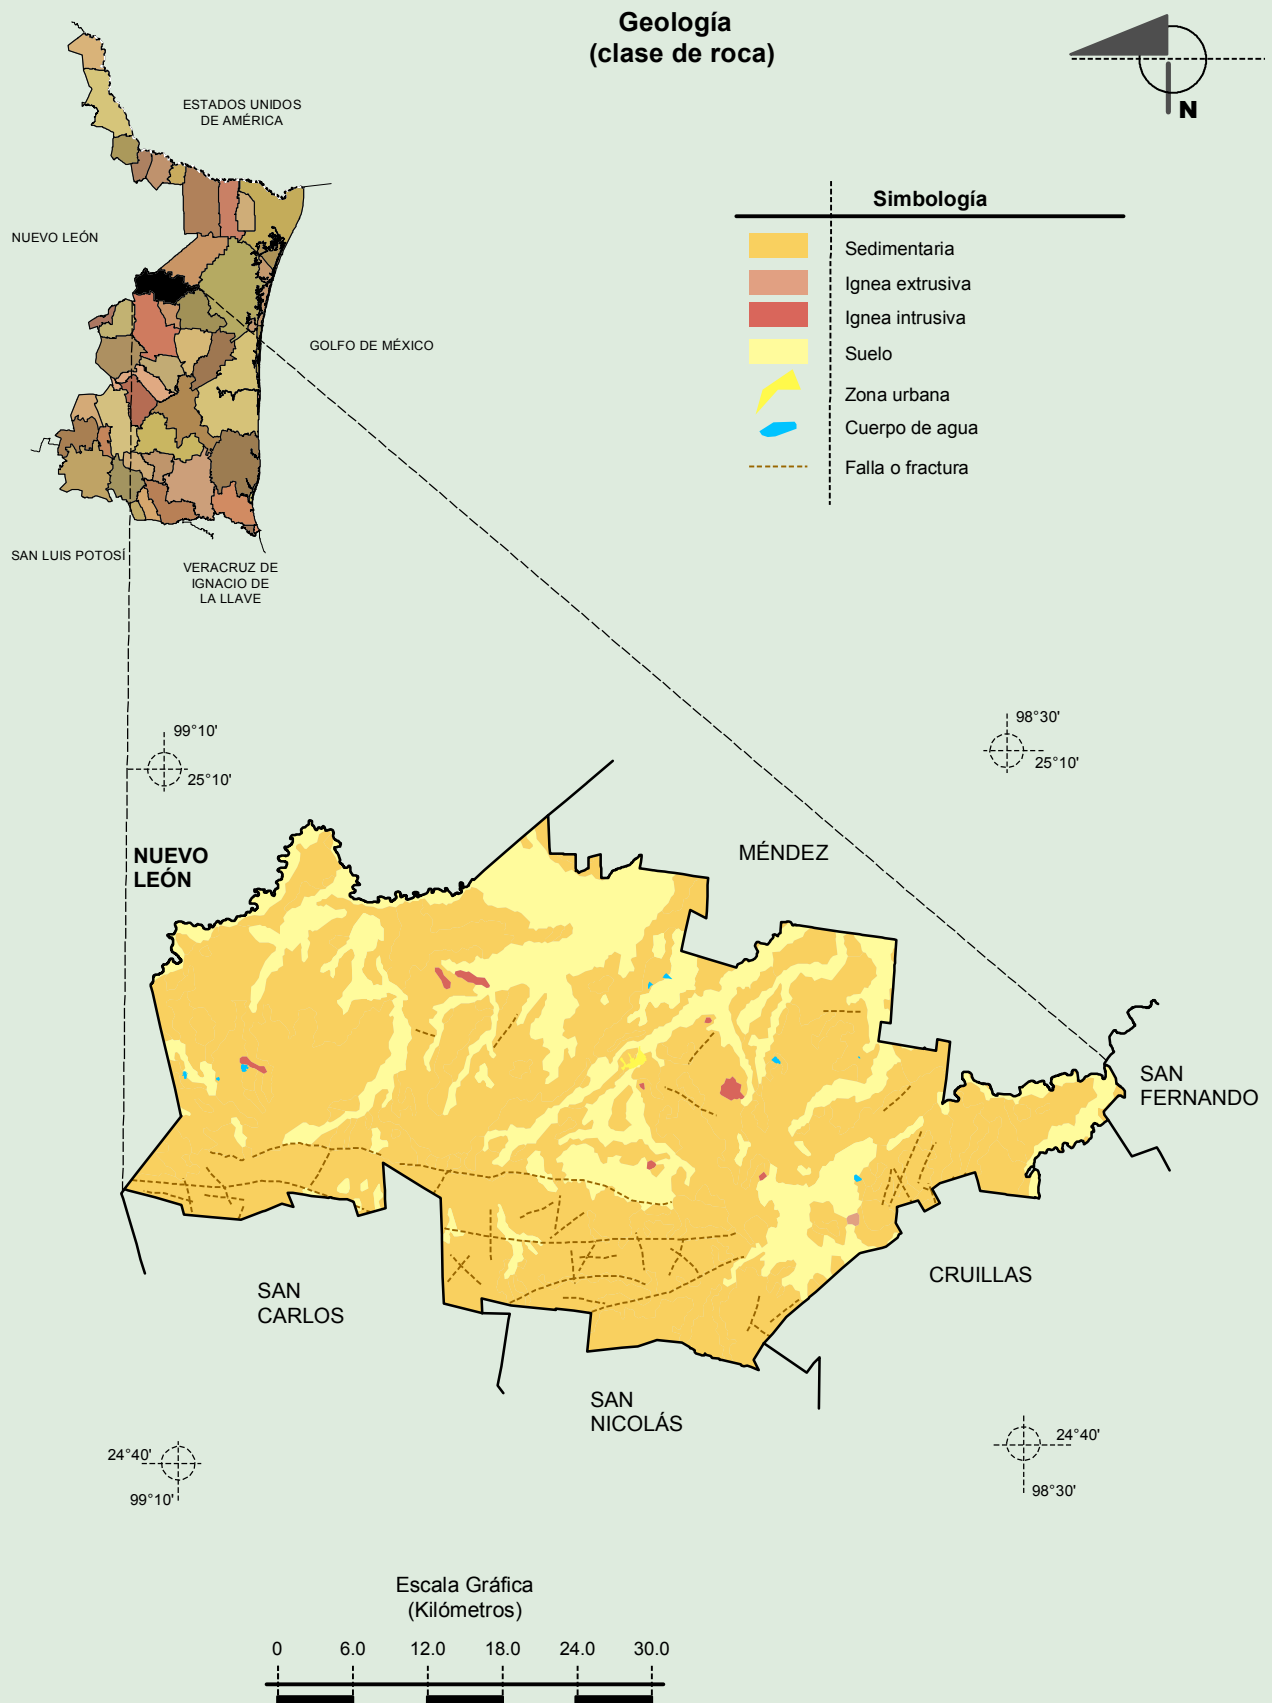 Geología
(clase de roca)
N
ESTADOS UNIDOS
DE AMÉRICA
NUEVO LEÓN
GOLFO DE MÉXICO
SAN LUIS POTOSÍ
VERACRUZ DE
IGNACIO DE
LA LLAVE
Simbología
Sedimentaria
Ignea extrusiva
Ignea intrusiva
Suelo
Zona urbana
Cuerpo de agua
Falla o fractura
99°10'
25°10'
98°30'
25°10'
NUEVO
LEÓN
MÉNDEZ
SAN
FERNANDO
CRUILLAS
SAN
CARLOS
SAN
NICOLÁS
24°40'
99°10'
24°40'
98°30'
Escala Gráfica
(Kilómetros)
0 6.0 12.0 18.0 24.0 30.0